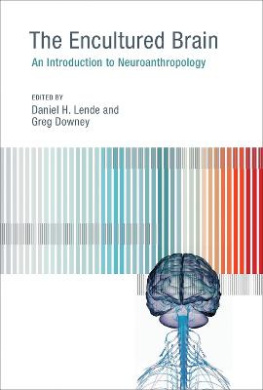 The Encultured Brain
An Introduction to Neuroanthropology
EDITED BY
Daniel H. Lende and
Greg Downey